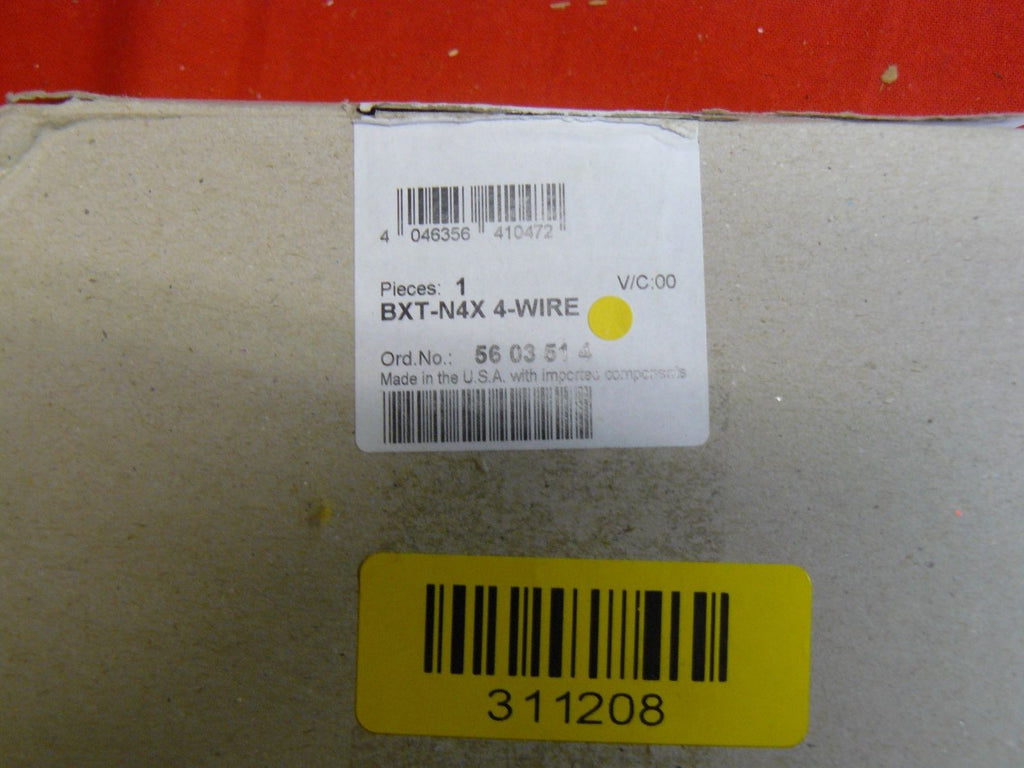 4 046356 410472
Pieces: 1 V/C:00
BXT-N4X 4-WIRE
Ord.No.: 56 03 51 4
Made in the U.S.A. with imported components
311208